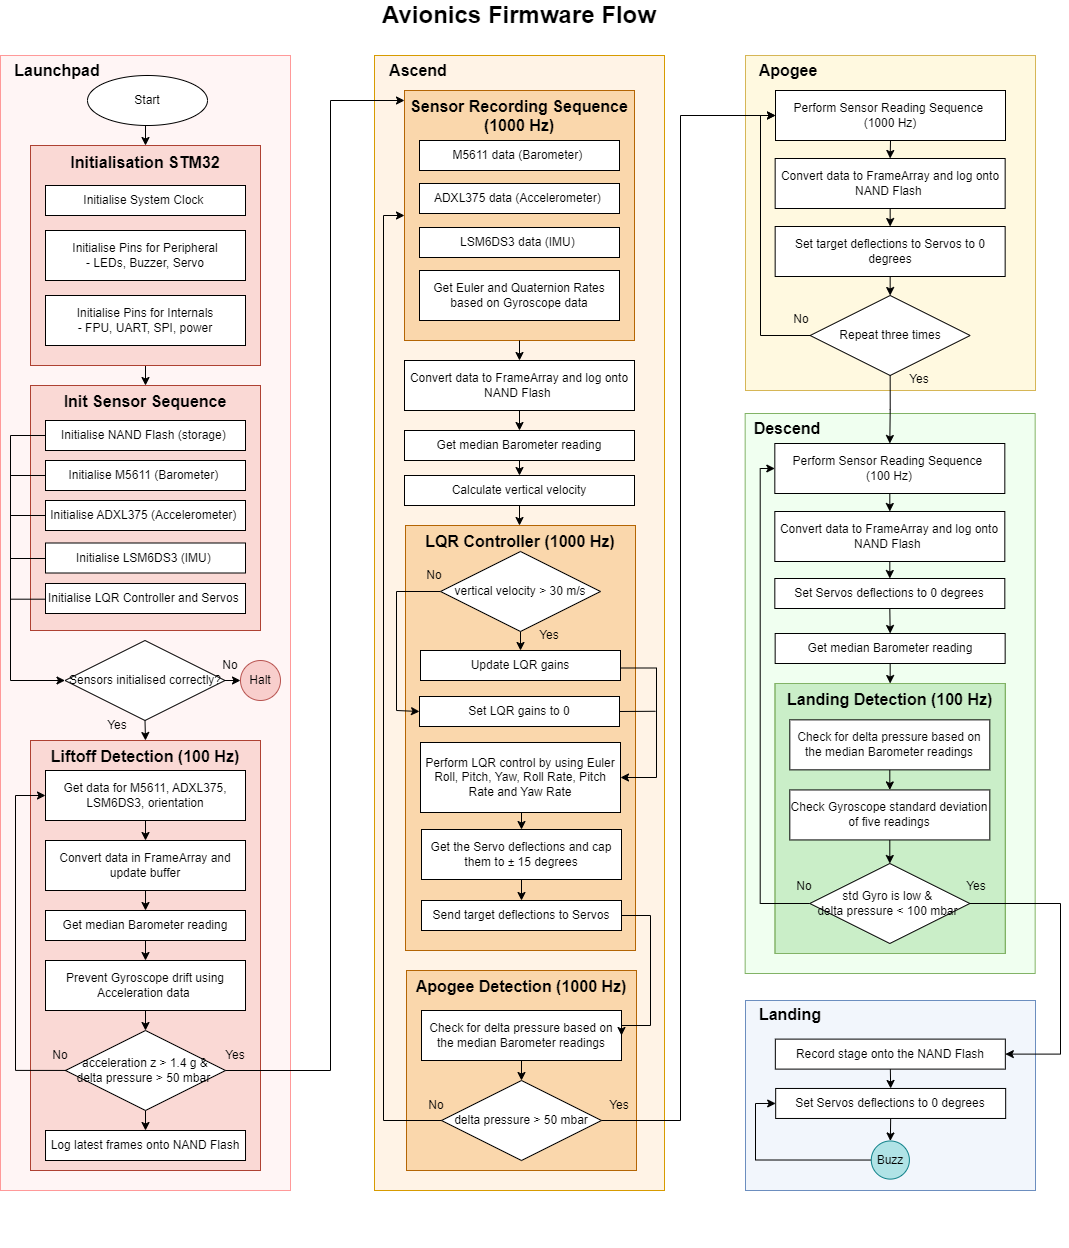 Avionics Firmware Flow
Launchpad
Start
Initialisation STM32
Initialise System Clock
Initialise Pins for Peripheral
- LEDs, Buzzer, Servo
Initialise Pins for Internals
- FPU, UART, SPI, power
Init Sensor Sequence
Initialise NAND Flash (storage)
Initialise M5611 (Barometer)
Initialise ADXL375 (Accelerometer)
Initialise LSM6DS3 (IMU)
Initialise LQR Controller and Servos
Sensors initialised correctly?
No
Halt
Yes
Liftoff Detection (100 Hz)
Get data for M5611, ADXL375,
LSM6DS3, orientation
Convert data in FrameArray and
update buffer
Get median Barometer reading
Prevent Gyroscope drift using
Acceleration data
No
acceleration z > 1.4 g &
delta pressure > 50 mbar
Yes
Log latest frames onto NAND Flash
Ascend
Sensor Recording Sequence
(1000 Hz)
M5611 data (Barometer)
ADXL375 data (Accelerometer)
LSM6DS3 data (IMU)
Get Euler and Quaternion Rates
based on Gyroscope data
Convert data to FrameArray and log onto
NAND Flash
Get median Barometer reading
Calculate vertical velocity
LQR Controller (1000 Hz)
No
vertical velocity > 30 m/s
Yes
Update LQR gains
Set LQR gains to 0
Perform LQR control by using Euler
Roll, Pitch, Yaw, Roll Rate, Pitch
Rate and Yaw Rate
Get the Servo deflections and cap
them to ± 15 degrees
Send target deflections to Servos
Apogee Detection (1000 Hz)
Check for delta pressure based on
the median Barometer readings
No
delta pressure > 50 mbar
Yes
Apogee
Perform Sensor Reading Sequence
(1000 Hz)
Convert data to FrameArray and log onto
NAND Flash
Set target deflections to Servos to 0
degrees
No
Repeat three times
Yes
Descend
Perform Sensor Reading Sequence
(100 Hz)
Convert data to FrameArray and log onto
NAND Flash
Set Servos deflections to 0 degrees
Get median Barometer reading
Landing Detection (100 Hz)
Check for delta pressure based on
the median Barometer readings
Check Gyroscope standard deviation
of five readings
No
std Gyro is low &
delta pressure < 100 mbar
Yes
Landing
Record stage onto the NAND Flash
Set Servos deflections to 0 degrees
Buzz